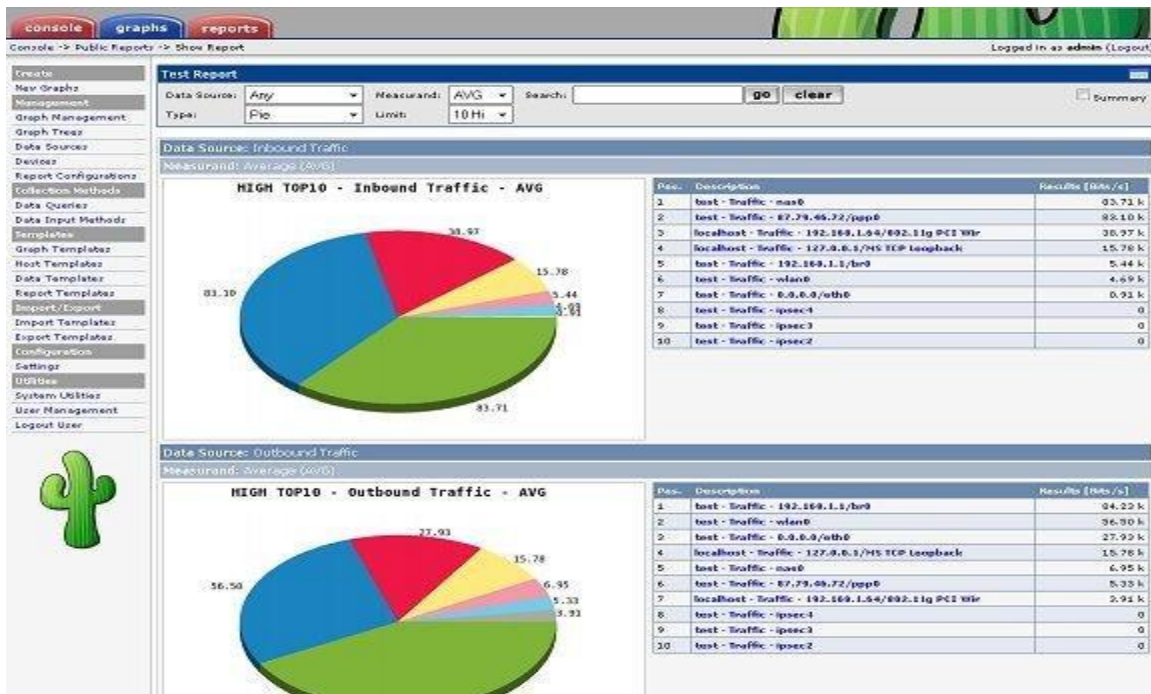 console graphs reports
Console -> Public Reports -> Show Report
Logged in as admin (Logout)
Create
New Graphs
Management
Graph Management
Graph Trees
Data Sources
Devices
Report Configurations
Collection Methods
Data Queries
Data Input Methods
Templates
Graph Templates
Host Templates
Data Templates
Report Templates
Import/Export
Import Templates
Export Templates
Configuration
Settings
Utilities
System Utilities
User Management
Logout User
Test Report
Data Source: Any Measurand: AVG Search: go clear Summary
Type: Pie Limit: 10 Hi
Data Source: Inbound Traffic
Measurand: Average (AVG)
HIGH TOP10 - Inbound Traffic - AVG
38.97
15.78
83.10
5.44
0.91
83.71
Pos. Description Results [Bits/s]
1 test - Traffic - nas0 83.71 k
2 test - Traffic - 87.79.46.72/ppp0 83.10 k
3 localhost - Traffic - 192.168.1.64/802.11g PCI Wir 38.97 k
4 localhost - Traffic - 127.0.0.1/MS TCP Loopback 15.78 k
5 test - Traffic - 192.168.1.1/br0 5.44 k
6 test - Traffic - wlan0 4.69 k
7 test - Traffic - 0.0.0.0/eth0 0.91 k
8 test - Traffic - ipsec4 0
9 test - Traffic - ipsec3 0
10 test - Traffic - ipsec2 0
Data Source: Outbound Traffic
Measurand: Average (AVG)
HIGH TOP10 - Outbound Traffic - AVG
27.93
15.78
56.50
6.95
5.33
3.91
Pos. Description Results [Bits/s]
1 test - Traffic - 192.168.1.1/br0 84.23 k
2 test - Traffic - wlan0 56.50 k
3 test - Traffic - 0.0.0.0/eth0 27.93 k
4 localhost - Traffic - 127.0.0.1/MS TCP Loopback 15.78 k
5 test - Traffic - nas0 6.95 k
6 test - Traffic - 87.79.46.72/ppp0 5.33 k
7 localhost - Traffic - 192.168.1.64/802.11g PCI Wir 3.91 k
8 test - Traffic - ipsec4 0
9 test - Traffic - ipsec3 0
10 test - Traffic - ipsec2 0